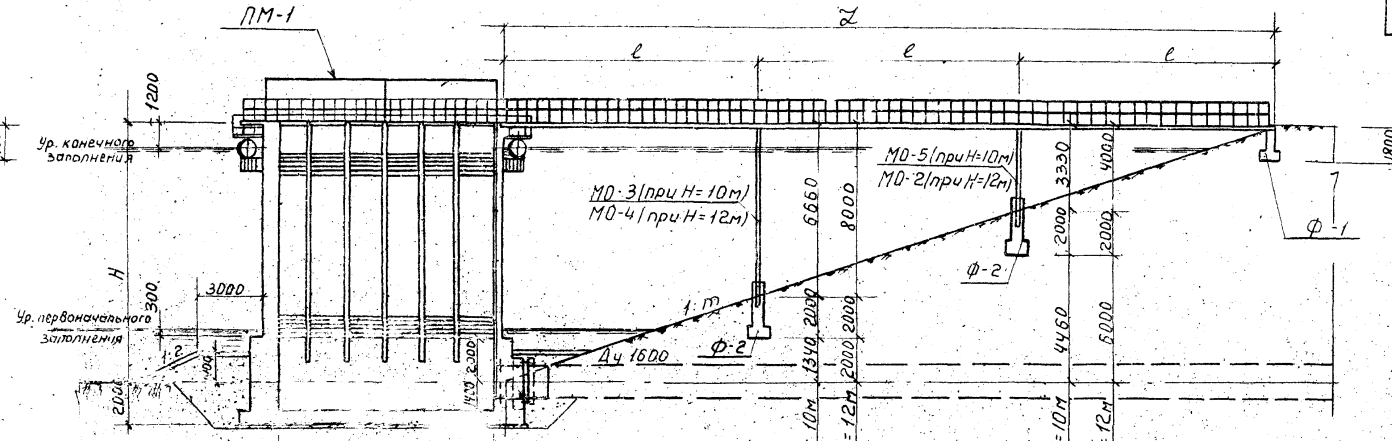 ПМ-1
L
l
l
l
1200
Ур. конечного
заполнения
МО-3 (при Н=10м)
МО-4 (при Н=12м)
МО-5 (при Н=10м)
МО-2 (при Н=12м)
6660
8000
3330
4000
1800
Ф-1
2000
2000
Ф-2
Н
3000
300
Ур. первоначального
заполнения
1:2
400
2000
1:m
2000
2000
2000
Ф-2
Ду 1600
1340
2000
4460
6000
10м
= 12м
= 10м
= 12м